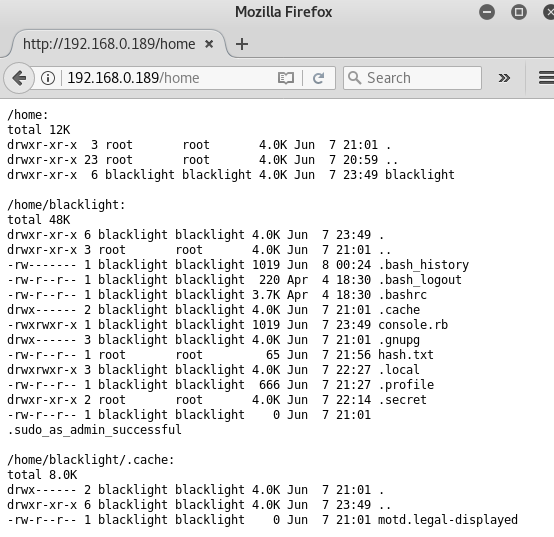 Mozilla Firefox
http://192.168.0.189/home
192.168.0.189/home
Search
/home:
total 12K
drwxr-xr-x  3 root      root      4.0K Jun  7 21:01 .
drwxr-xr-x 23 root      root      4.0K Jun  7 20:59 ..
drwxr-xr-x  6 blacklight blacklight 4.0K Jun  7 23:49 blacklight
/home/blacklight:
total 48K
drwxr-xr-x 6 blacklight blacklight 4.0K Jun  7 23:49 .
drwxr-xr-x 3 root       root       4.0K Jun  7 21:01 ..
-rw------- 1 blacklight blacklight 1019 Jun  8 00:24 .bash_history
-rw-r--r-- 1 blacklight blacklight  220 Apr  4 18:30 .bash_logout
-rw-r--r-- 1 blacklight blacklight 3.7K Apr  4 18:30 .bashrc
drwx------ 2 blacklight blacklight 4.0K Jun  7 21:01 .cache
-rwxrwxr-x 1 blacklight blacklight 1019 Jun  7 23:49 console.rb
drwx------ 3 blacklight blacklight 4.0K Jun  7 21:01 .gnupg
-rw-r--r-- 1 root       root         65 Jun  7 21:56 hash.txt
drwxrwxr-x 3 blacklight blacklight 4.0K Jun  7 22:27 .local
-rw-r--r-- 1 blacklight blacklight  666 Jun  7 21:27 .profile
drwxr-xr-x 2 root       root       4.0K Jun  7 22:14 .secret
-rw-r--r-- 1 blacklight blacklight    0 Jun  7 21:01
.sudo_as_admin_successful
/home/blacklight/.cache:
total 8.0K
drwx------ 2 blacklight blacklight 4.0K Jun  7 21:01 .
drwxr-xr-x 6 blacklight blacklight 4.0K Jun  7 23:49 ..
-rw-r--r-- 1 blacklight blacklight    0 Jun  7 21:01 motd.legal-displayed